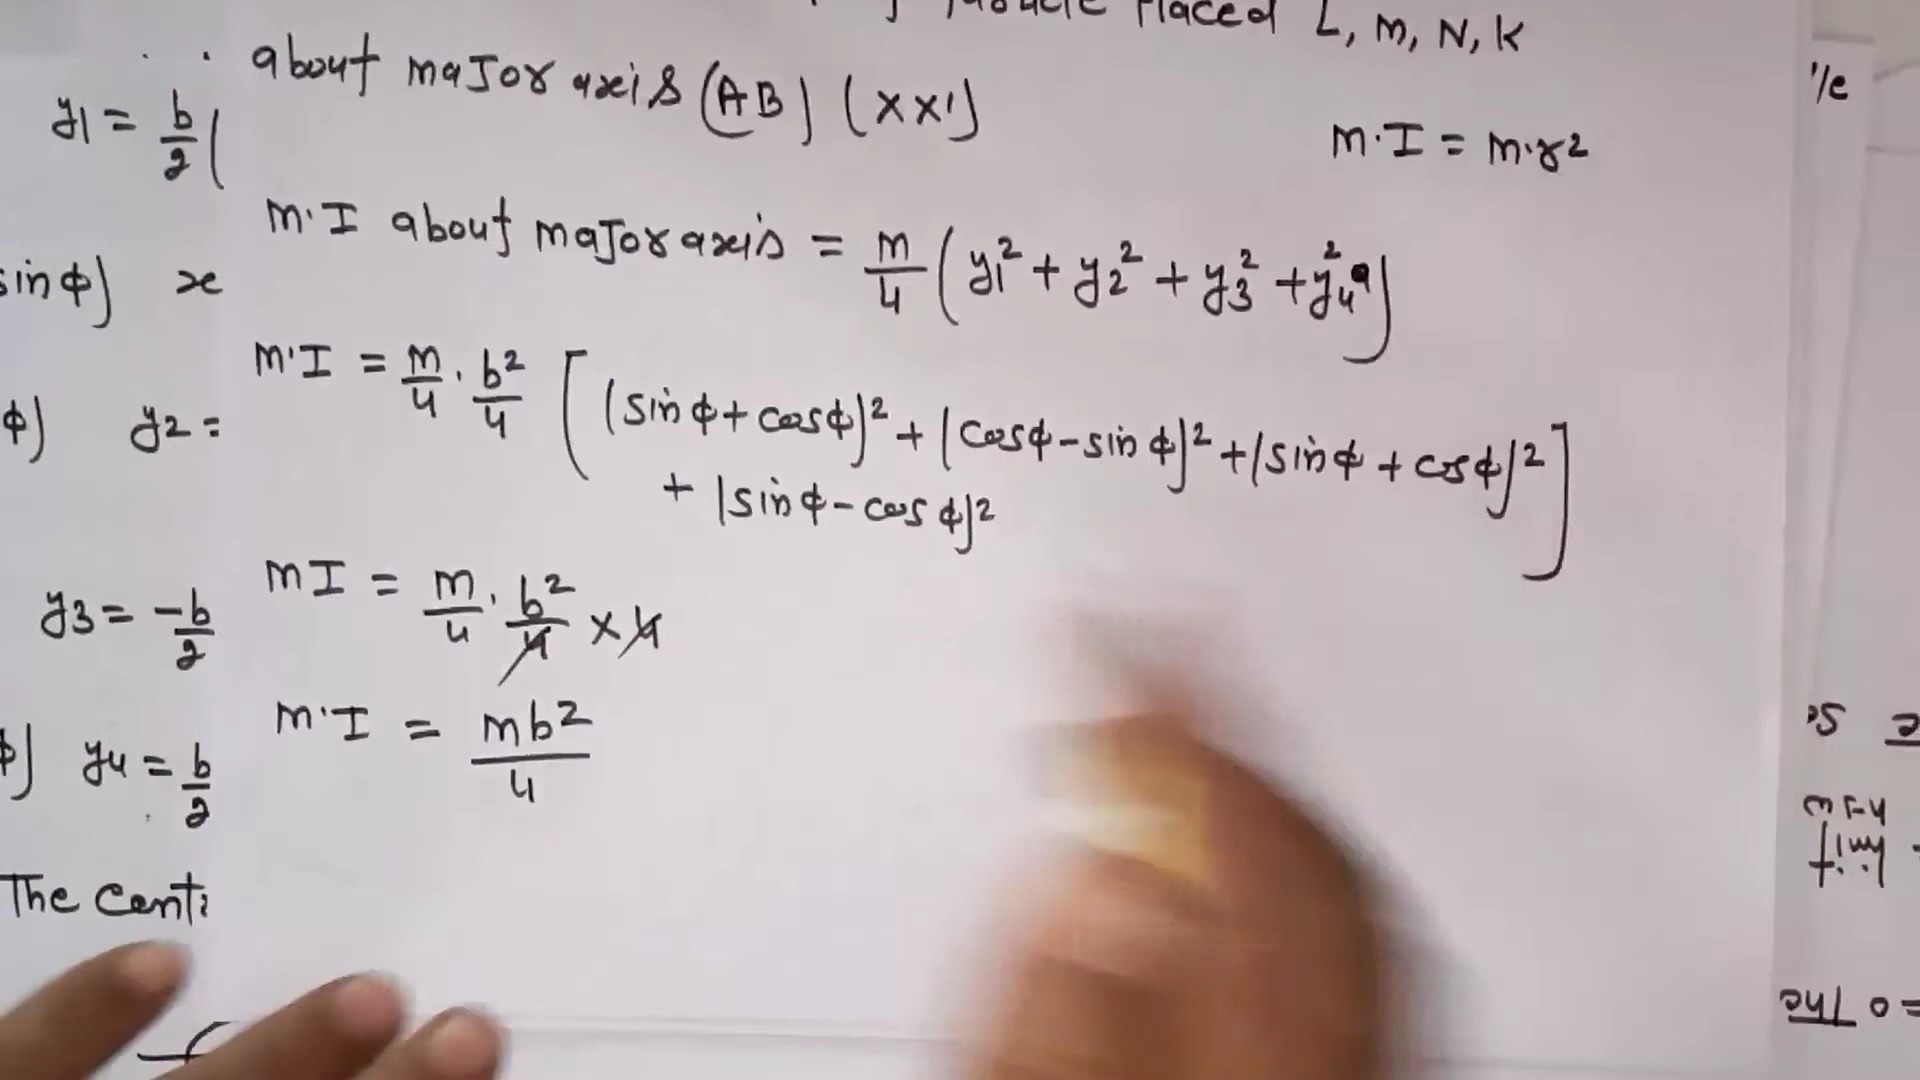 Placed L, M, N, K
about major axis (AB) (XX')
M.I = m.r²
y1 = b/2 (
M.I about major axis = M/4 (y1² + y2² + y3² + y4²)
sinφ) x
M.I = M/4 . b²/4 [ (sinφ + cosφ)² + (cosφ - sinφ)² + (sinφ + cosφ)²
φ) y2 =
+ (sinφ - cosφ)² ]
MI = M/4 . b²/4 × 4
y3 = -b/2
M.I = Mb²/4
φ) y4 = b/2
The cent
limit
The